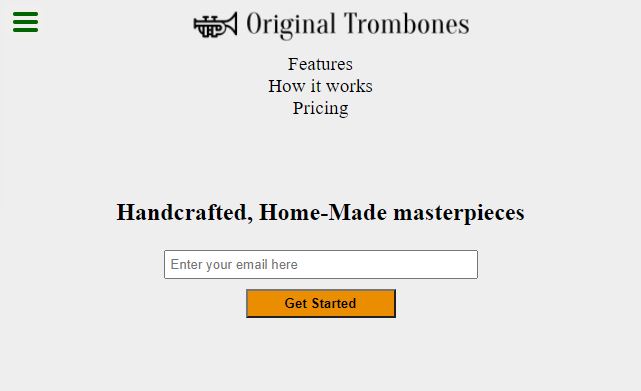 Original Trombones
Features
How it works
Pricing
Handcrafted, Home-Made masterpieces
Enter your email here
Get Started